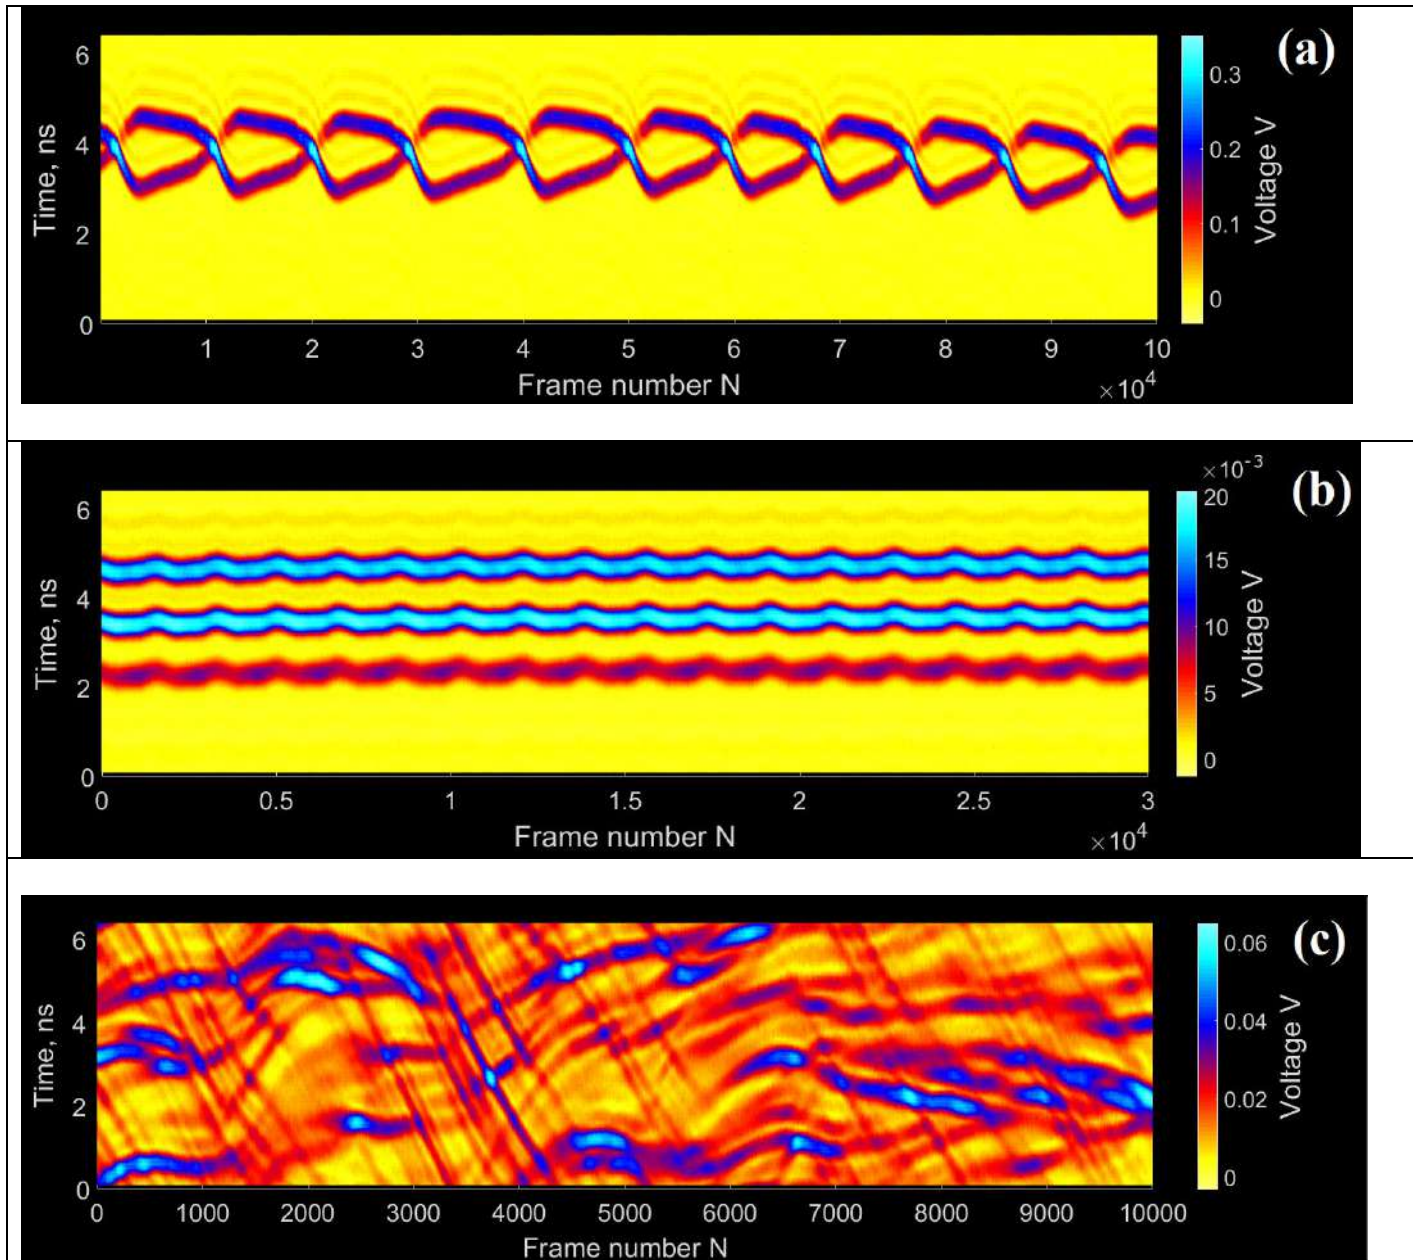 (a)
6
4
2
0
Time, ns
1 2 3 4 5 6 7 8 9 10
Frame number N
×10^4
0.3
0.2
0.1
0
Voltage V
(b)
×10^-3
6
4
2
0
Time, ns
0 0.5 1 1.5 2 2.5 3
Frame number N
×10^4
20
15
10
5
0
Voltage V
(c)
6
4
2
0
Time, ns
0 1000 2000 3000 4000 5000 6000 7000 8000 9000 10000
Frame number N
0.06
0.04
0.02
0
Voltage V